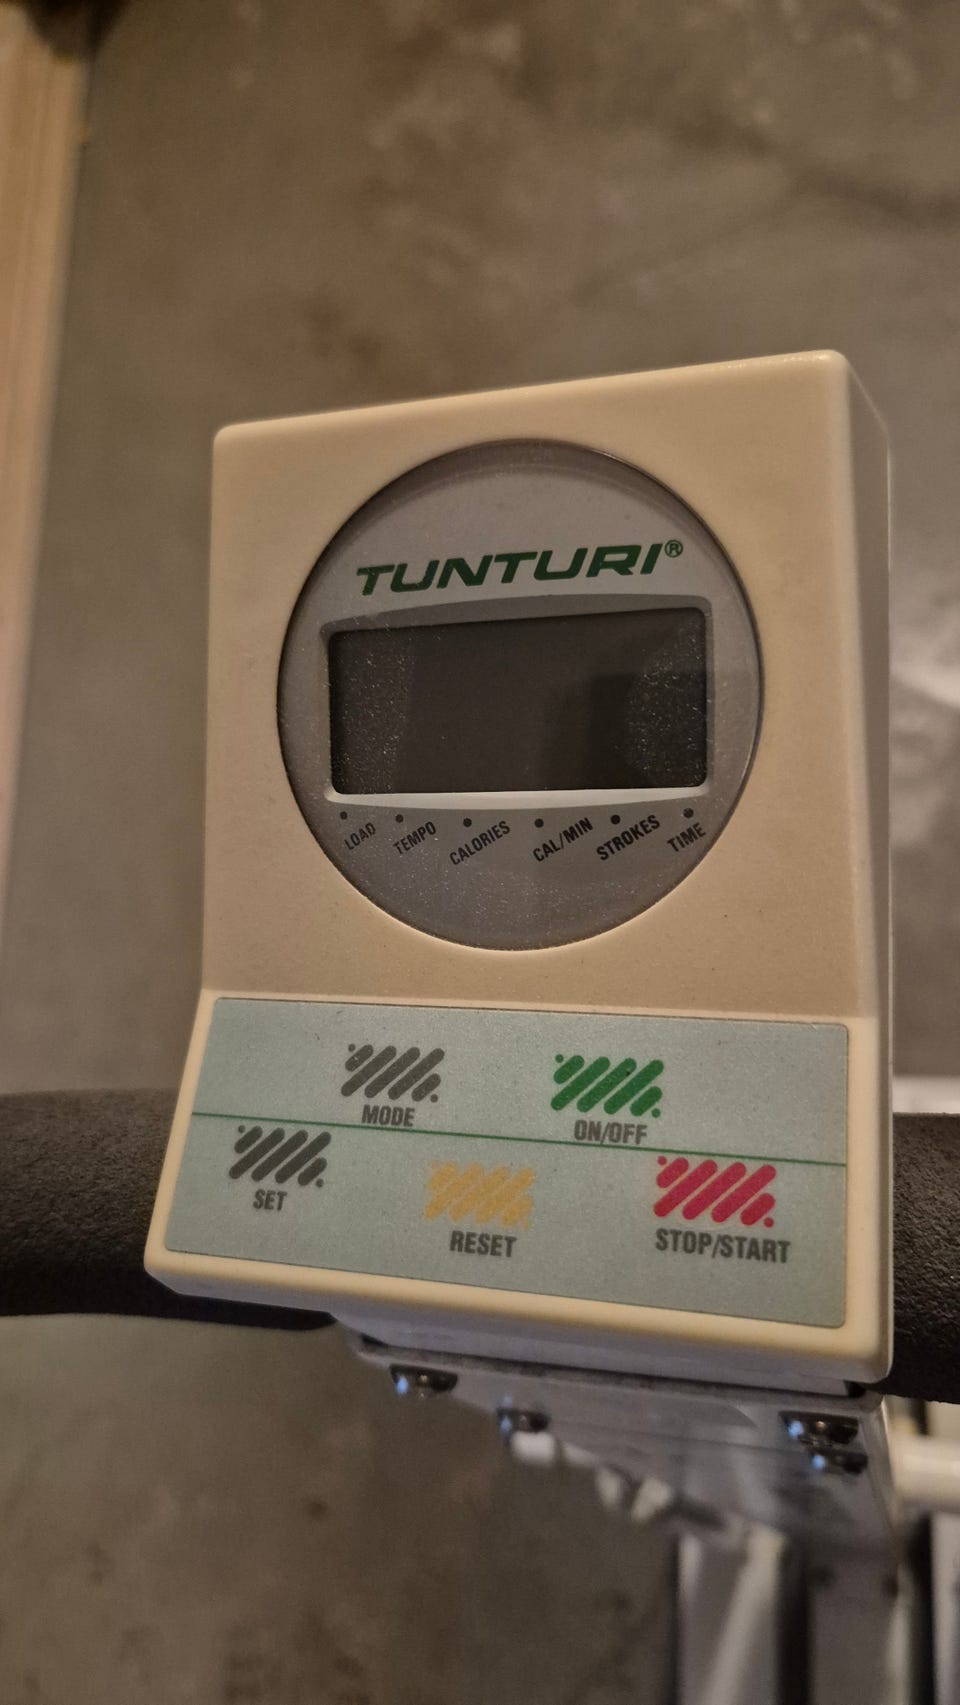 TUNTURI®
LOAD TEMPO CALORIES CAL/MIN STROKES TIME
MODE ON/OFF
SET RESET STOP/START